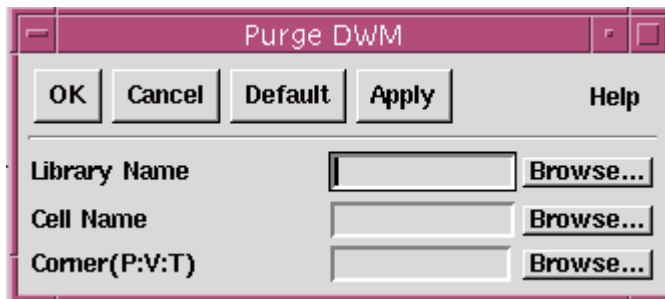 Purge DWM
OK Cancel Default Apply Help
Library Name Browse...
Cell Name Browse...
Corner(P:V:T) Browse...